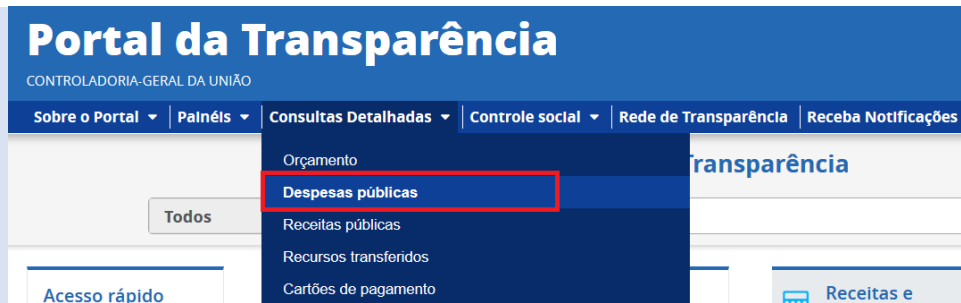 Portal da Transparência
CONTROLADORIA-GERAL DA UNIÃO
Sobre o Portal Painéis Consultas Detalhadas Controle social Rede de Transparência Receba Notificações
Orçamento
Transparência
Despesas públicas
Todos
Receitas públicas
Recursos transferidos
Cartões de pagamento
Acesso rápido
Receitas e